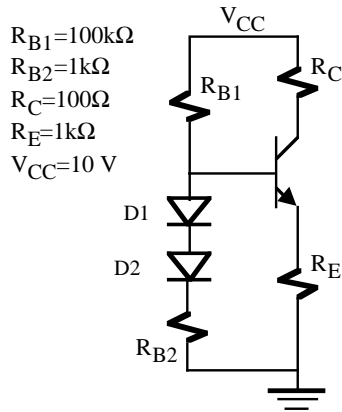 R_B1=100kΩ
R_B2=1kΩ
R_C=100Ω
R_E=1kΩ
V_CC=10 V
V_CC
R_C
R_B1
D1
D2
R_E
R_B2